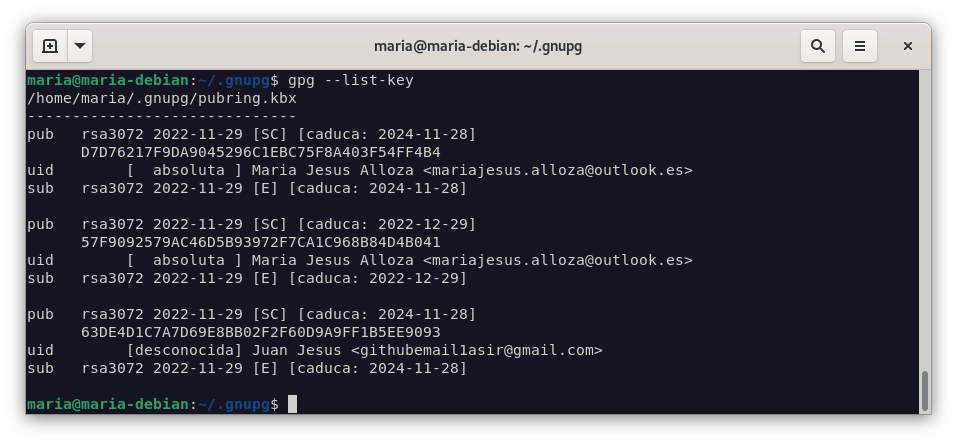 maria@maria-debian: ~/.gnupg
maria@maria-debian:~/.gnupg$ gpg --list-key
/home/maria/.gnupg/pubring.kbx
------------------------------
pub   rsa3072 2022-11-29 [SC] [caduca: 2024-11-28]
      D7D76217F9DA9045296C1EBC75F8A403F54FF4B4
uid        [  absoluta ] Maria Jesus Alloza <mariajesus.alloza@outlook.es>
sub   rsa3072 2022-11-29 [E] [caduca: 2024-11-28]

pub   rsa3072 2022-11-29 [SC] [caduca: 2022-12-29]
      57F9092579AC46D5B93972F7CA1C968B84D4B041
uid        [  absoluta ] Maria Jesus Alloza <mariajesus.alloza@outlook.es>
sub   rsa3072 2022-11-29 [E] [caduca: 2022-12-29]

pub   rsa3072 2022-11-29 [SC] [caduca: 2024-11-28]
      63DE4D1C7A7D69E8BB02F2F60D9A9FF1B5EE9093
uid        [desconocida] Juan Jesus <githubemail1asir@gmail.com>
sub   rsa3072 2022-11-29 [E] [caduca: 2024-11-28]

maria@maria-debian:~/.gnupg$